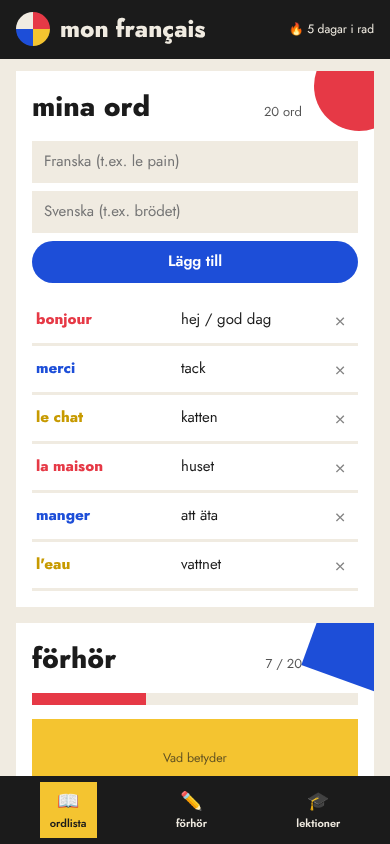 mon français
🔥 5 dagar i rad
mina ord
20 ord
Franska (t.ex. le pain)
Svenska (t.ex. brödet)
Lägg till
bonjour hej / god dag ×
merci tack ×
le chat katten ×
la maison huset ×
manger att äta ×
l'eau vattnet ×
förhör
7 / 20
Vad betyder
ordlista
förhör
lektioner